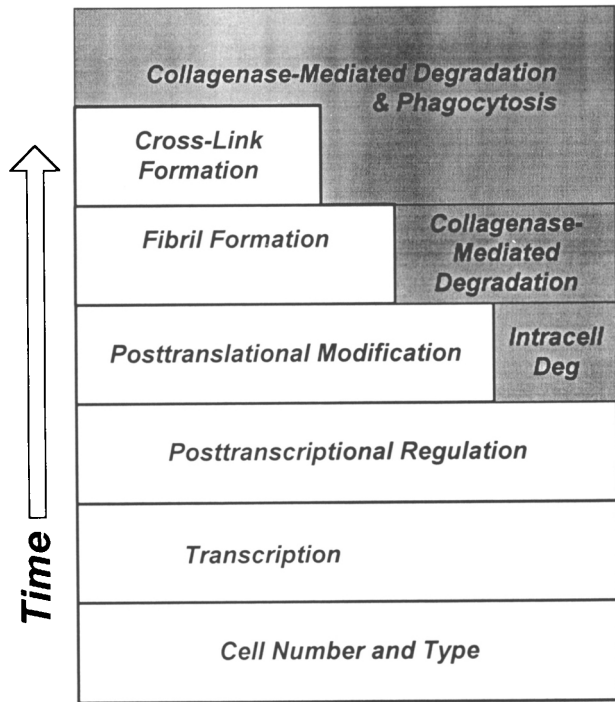 Collagenase-Mediated Degradation
& Phagocytosis
Cross-Link
Formation
Fibril Formation
Collagenase-
Mediated
Degradation
Posttranslational Modification
Intracell
Deg
Posttranscriptional Regulation
Transcription
Cell Number and Type
Time